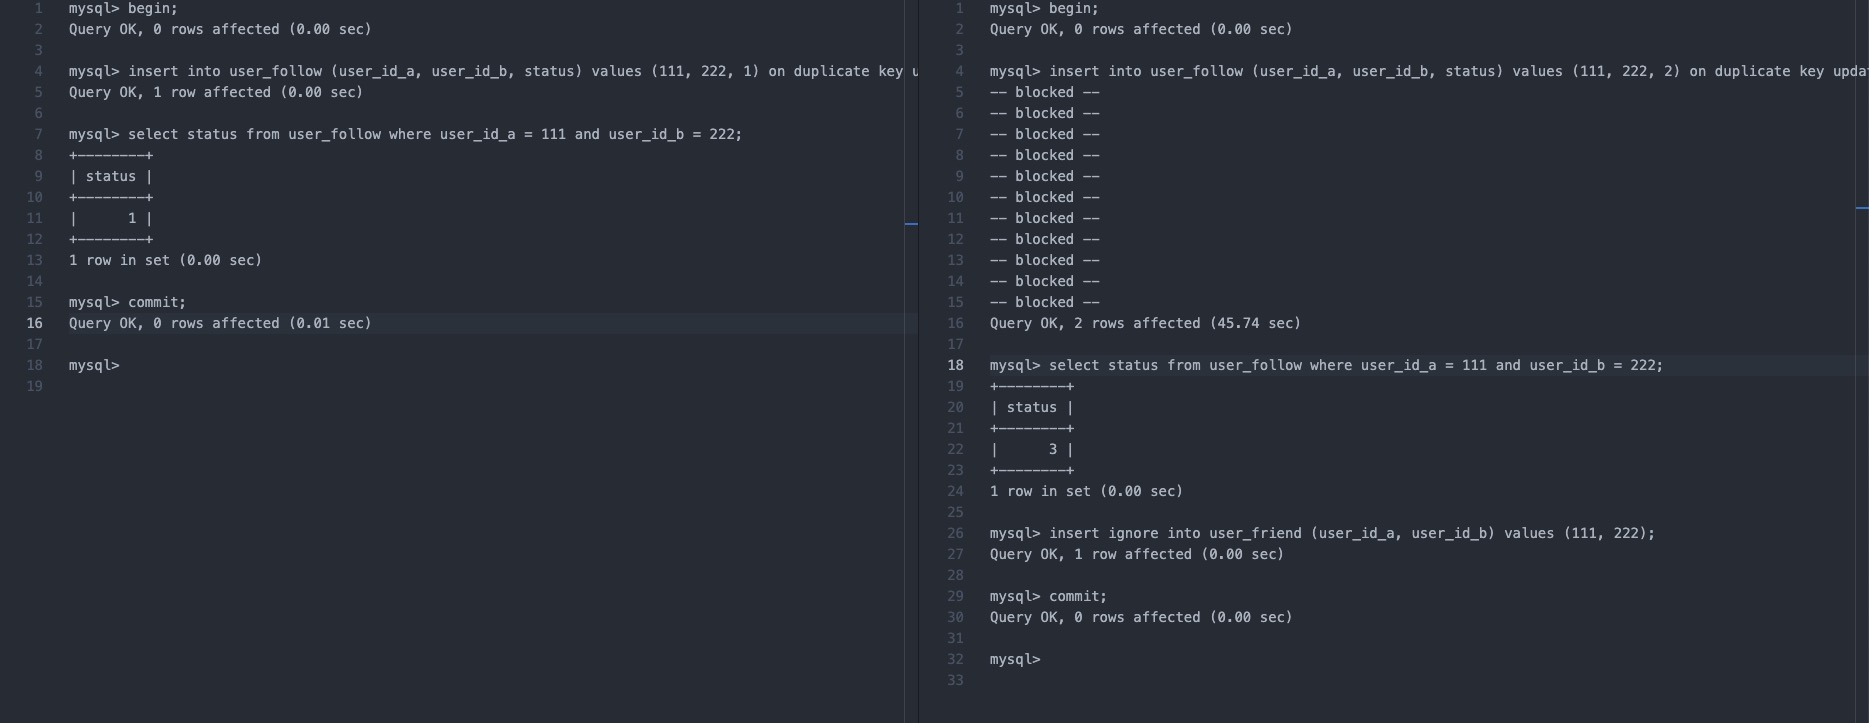 1 mysql> begin;
2 Query OK, 0 rows affected (0.00 sec)
3
4 mysql> insert into user_follow (user_id_a, user_id_b, status) values (111, 222, 1) on duplicate key u
5 Query OK, 1 row affected (0.00 sec)
6
7 mysql> select status from user_follow where user_id_a = 111 and user_id_b = 222;
8 +--------+
9 | status |
10 +--------+
11 |      1 |
12 +--------+
13 1 row in set (0.00 sec)
14
15 mysql> commit;
16 Query OK, 0 rows affected (0.01 sec)
17
18 mysql>
19
1 mysql> begin;
2 Query OK, 0 rows affected (0.00 sec)
3
4 mysql> insert into user_follow (user_id_a, user_id_b, status) values (111, 222, 2) on duplicate key upda
5 -- blocked --
6 -- blocked --
7 -- blocked --
8 -- blocked --
9 -- blocked --
10 -- blocked --
11 -- blocked --
12 -- blocked --
13 -- blocked --
14 -- blocked --
15 -- blocked --
16 Query OK, 2 rows affected (45.74 sec)
17
18 mysql> select status from user_follow where user_id_a = 111 and user_id_b = 222;
19 +--------+
20 | status |
21 +--------+
22 |      3 |
23 +--------+
24 1 row in set (0.00 sec)
25
26 mysql> insert ignore into user_friend (user_id_a, user_id_b) values (111, 222);
27 Query OK, 1 row affected (0.00 sec)
28
29 mysql> commit;
30 Query OK, 0 rows affected (0.00 sec)
31
32 mysql>
33